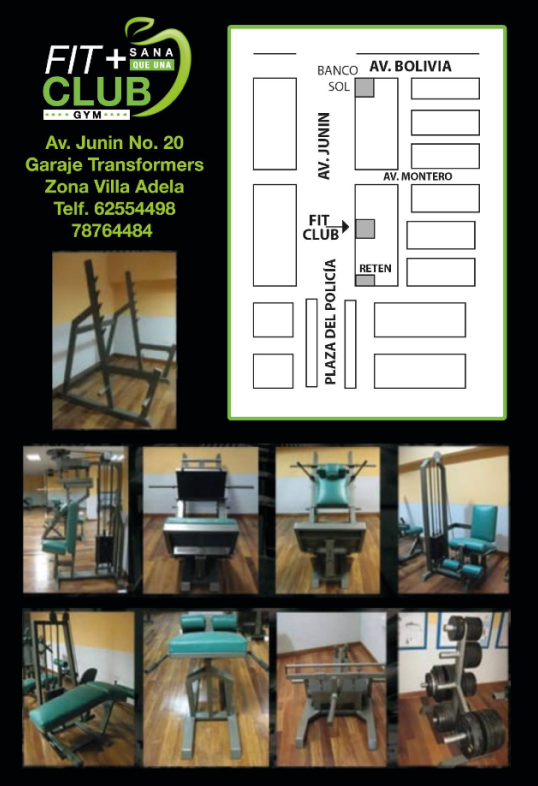 FIT+
SANA
QUE UNA
CLUB
GYM
Av. Junin No. 20
Garaje Transformers
Zona Villa Adela
Telf. 62554498
78764484
AV. BOLIVIA
BANCO
SOL
AV. JUNIN
AV. MONTERO
FIT
CLUB
RETEN
PLAZA DEL POLICÍA